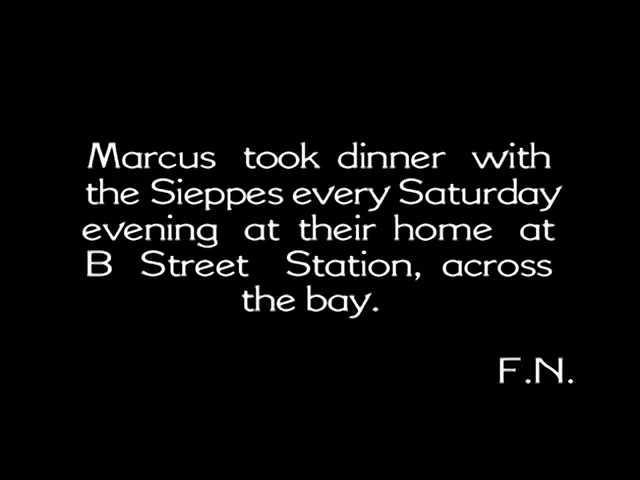 Marcus took dinner with
the Sieppes every Saturday
evening at their home at
B Street Station, across
the bay.
F.N.